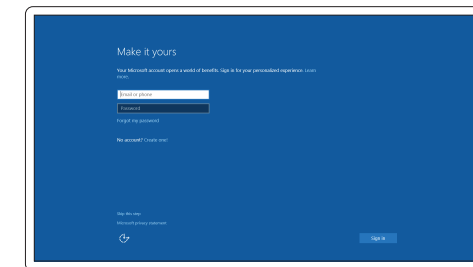 Make it yours
Your Microsoft account opens a world of benefits. Sign in for your personalized experience. Learn
more.
Email or phone
Password
Forgot my password
No account? Create one!
Skip this step
Microsoft privacy statement
Sign in